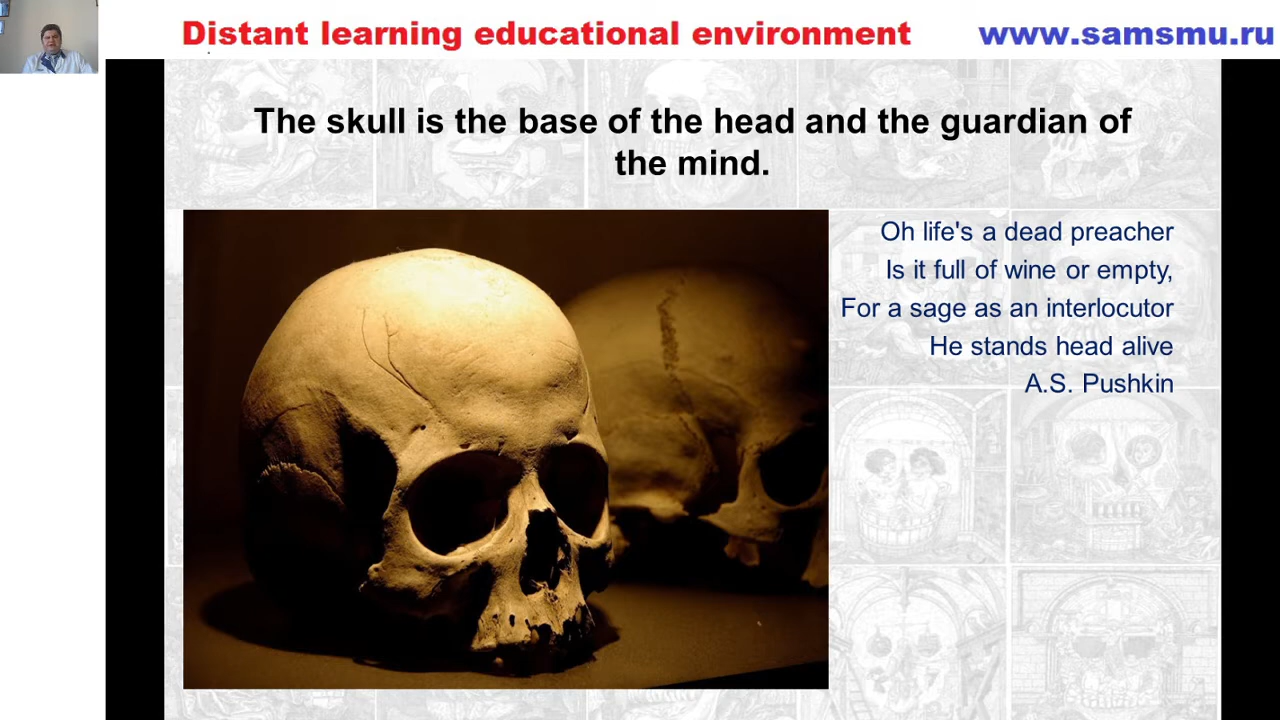 Distant learning educational environment
www.samsmu.ru
The skull is the base of the head and the guardian of
the mind.
Oh life's a dead preacher
Is it full of wine or empty,
For a sage as an interlocutor
He stands head alive
A.S. Pushkin